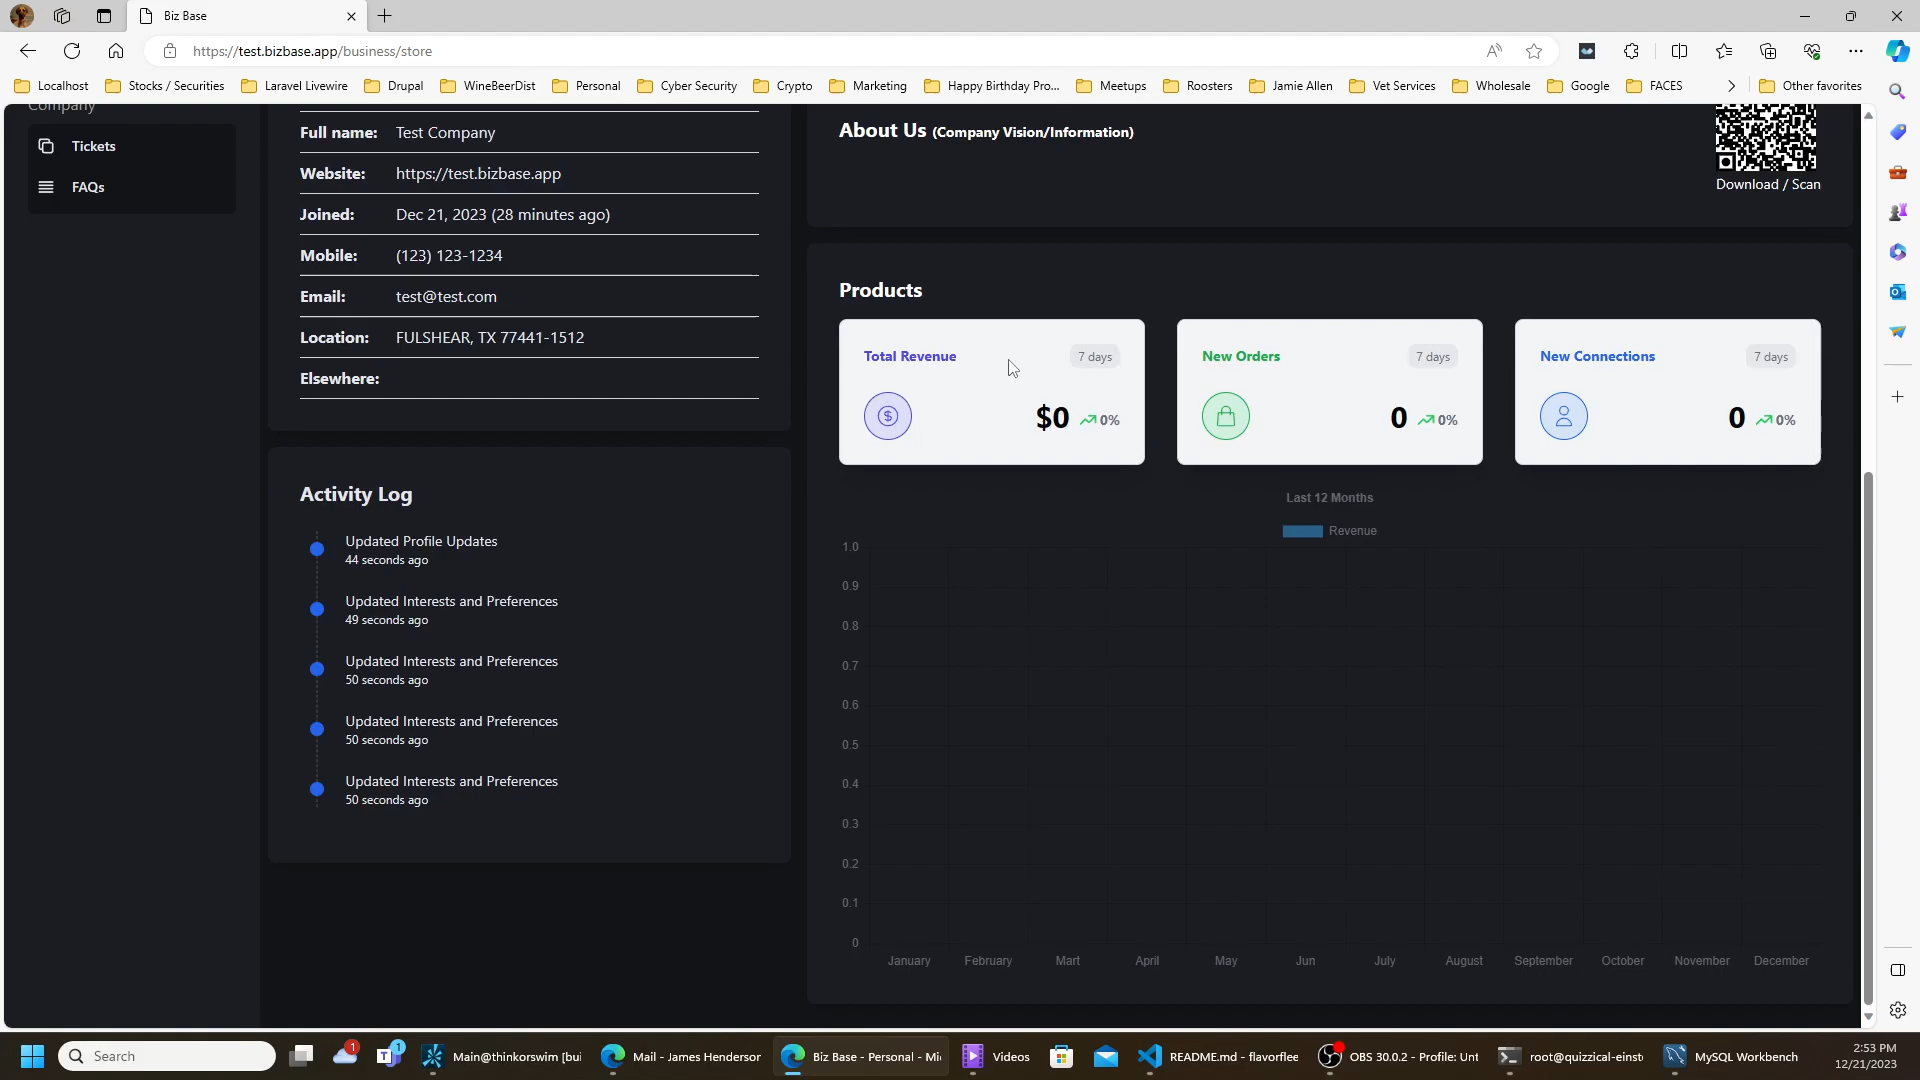 Biz Base
https://test.bizbase.app/business/store
Localhost
Stocks / Securities
Laravel Livewire
Drupal
WineBeerDist
Personal
Cyber Security
Crypto
Marketing
Happy Birthday Pro...
Meetups
Roosters
Jamie Allen
Vet Services
Wholesale
Google
FACES
Other favorites
Company
Tickets
FAQs
Full name: Test Company
Website: https://test.bizbase.app
Joined: Dec 21, 2023 (28 minutes ago)
Mobile: (123) 123-1234
Email: test@test.com
Location: FULSHEAR, TX 77441-1512
Elsewhere:
Activity Log
Updated Profile Updates
44 seconds ago
Updated Interests and Preferences
49 seconds ago
Updated Interests and Preferences
50 seconds ago
Updated Interests and Preferences
50 seconds ago
Updated Interests and Preferences
50 seconds ago
About Us (Company Vision/Information)
Download / Scan
Products
Total Revenue 7 days
$0 0%
New Orders 7 days
0 0%
New Connections 7 days
0 0%
Last 12 Months
Revenue
1.0
0.9
0.8
0.7
0.6
0.5
0.4
0.3
0.2
0.1
0
January February Mart April May Jun July August September October November December
Search
1
1
Main@thinkorswim [bui
Mail - James Henderson
Biz Base - Personal - Mi
Videos
README.md - flavorflee
OBS 30.0.2 - Profile: Unt
root@quizzical-einst
MySQL Workbench
2:53 PM
12/21/2023